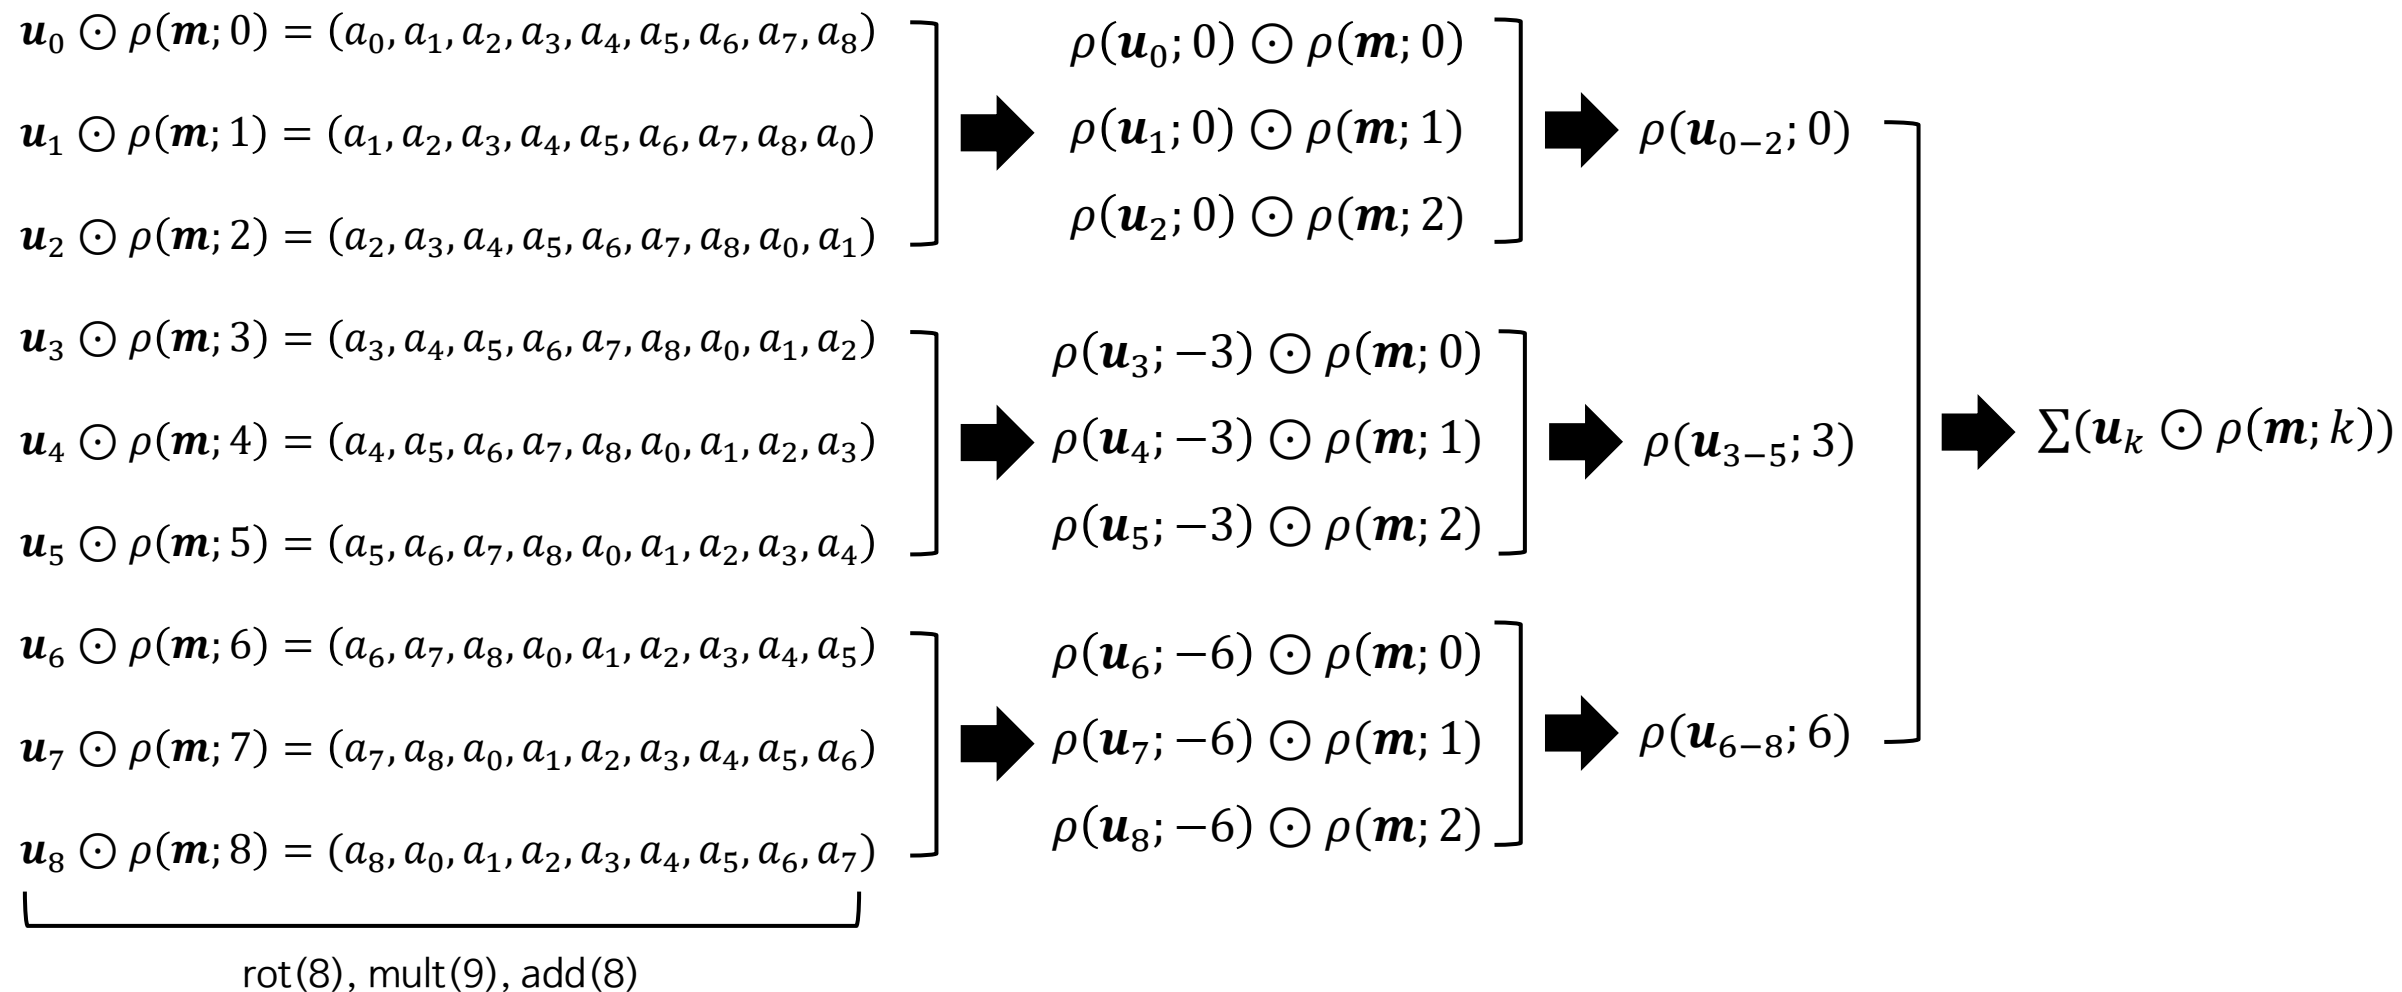 𝒖₀ ⊙ ρ(𝒎; 0) = (a₀, a₁, a₂, a₃, a₄, a₅, a₆, a₇, a₈)
𝒖₁ ⊙ ρ(𝒎; 1) = (a₁, a₂, a₃, a₄, a₅, a₆, a₇, a₈, a₀)
𝒖₂ ⊙ ρ(𝒎; 2) = (a₂, a₃, a₄, a₅, a₆, a₇, a₈, a₀, a₁)
𝒖₃ ⊙ ρ(𝒎; 3) = (a₃, a₄, a₅, a₆, a₇, a₈, a₀, a₁, a₂)
𝒖₄ ⊙ ρ(𝒎; 4) = (a₄, a₅, a₆, a₇, a₈, a₀, a₁, a₂, a₃)
𝒖₅ ⊙ ρ(𝒎; 5) = (a₅, a₆, a₇, a₈, a₀, a₁, a₂, a₃, a₄)
𝒖₆ ⊙ ρ(𝒎; 6) = (a₆, a₇, a₈, a₀, a₁, a₂, a₃, a₄, a₅)
𝒖₇ ⊙ ρ(𝒎; 7) = (a₇, a₈, a₀, a₁, a₂, a₃, a₄, a₅, a₆)
𝒖₈ ⊙ ρ(𝒎; 8) = (a₈, a₀, a₁, a₂, a₃, a₄, a₅, a₆, a₇)
rot(8), mult(9), add(8)
ρ(𝒖₀; 0) ⊙ ρ(𝒎; 0)
ρ(𝒖₁; 0) ⊙ ρ(𝒎; 1)
ρ(𝒖₂; 0) ⊙ ρ(𝒎; 2)
ρ(𝒖₃; −3) ⊙ ρ(𝒎; 0)
ρ(𝒖₄; −3) ⊙ ρ(𝒎; 1)
ρ(𝒖₅; −3) ⊙ ρ(𝒎; 2)
ρ(𝒖₆; −6) ⊙ ρ(𝒎; 0)
ρ(𝒖₇; −6) ⊙ ρ(𝒎; 1)
ρ(𝒖₈; −6) ⊙ ρ(𝒎; 2)
ρ(𝒖₀₋₂; 0)
ρ(𝒖₃₋₅; 3)
ρ(𝒖₆₋₈; 6)
∑(𝒖ₖ ⊙ ρ(𝒎; k))